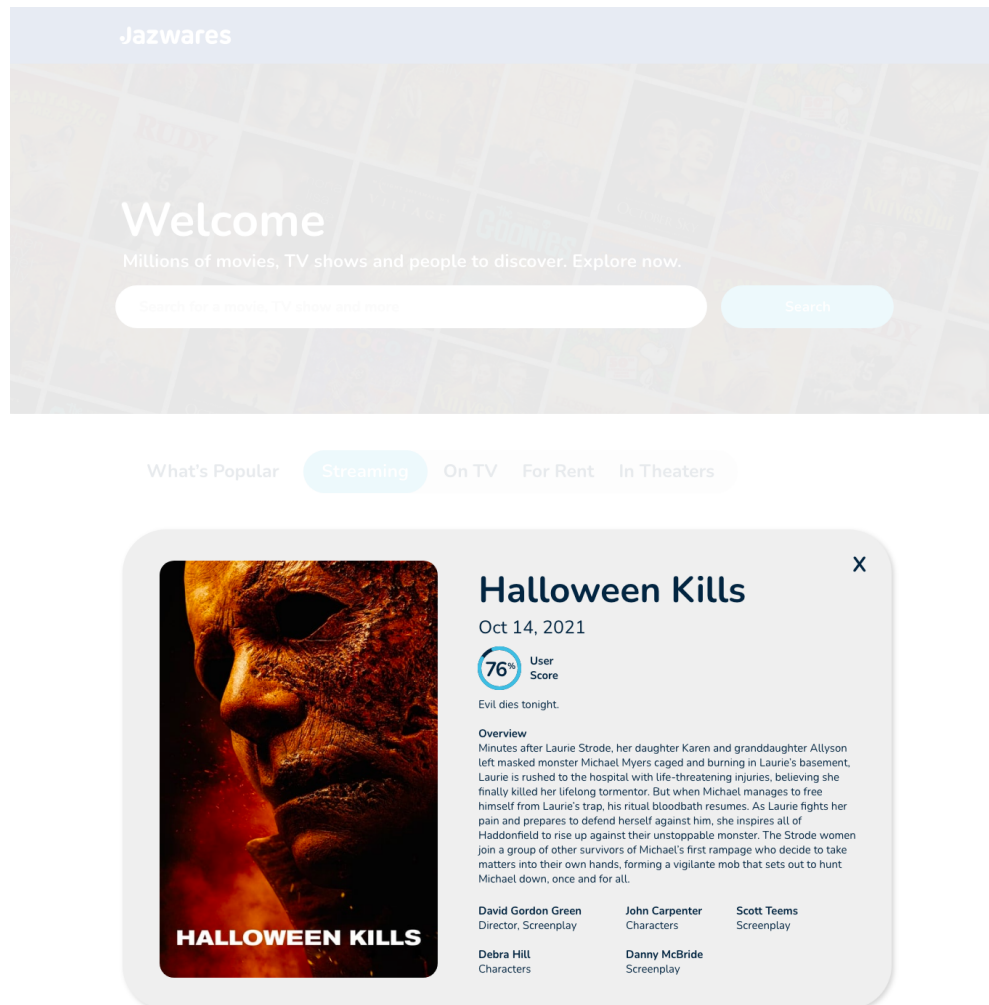 Jazwares
RUDY
GOONIES
Welcome
Millions of movies, TV shows and people to discover. Explore now.
Search for a movie, TV show and more
Search
What's Popular
Streaming
On TV
For Rent
In Theaters
X
HALLOWEEN KILLS
Halloween Kills
Oct 14, 2021
76%
User
Score
Evil dies tonight.
Overview
Minutes after Laurie Strode, her daughter Karen and granddaughter Allyson
left masked monster Michael Myers caged and burning in Laurie's basement,
Laurie is rushed to the hospital with life-threatening injuries, believing she
finally killed her lifelong tormentor. But when Michael manages to free
himself from Laurie's trap, his ritual bloodbath resumes. As Laurie fights her
pain and prepares to defend herself against him, she inspires all of
Haddonfield to rise up against their unstoppable monster. The Strode women
join a group of other survivors of Michael's first rampage who decide to take
matters into their own hands, forming a vigilante mob that sets out to hunt
Michael down, once and for all.
David Gordon Green
Director, Screenplay
John Carpenter
Characters
Scott Teems
Screenplay
Debra Hill
Characters
Danny McBride
Screenplay